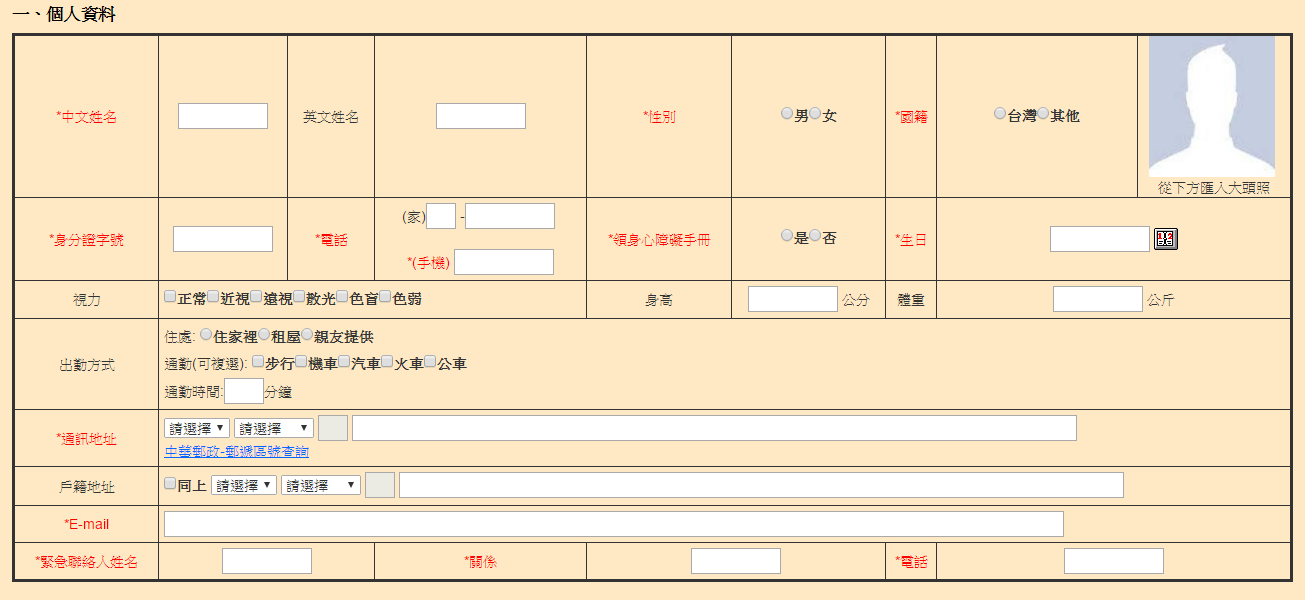 一、個人資料
*中文姓名 英文姓名 *性別 男 女 *國籍 台灣 其他
從下方匯入大頭照
*身分證字號 *電話 (家) - *領身心障礙手冊 是 否 *生日
*(手機)
視力 正常 近視 遠視 散光 色盲 色弱 身高 公分 體重 公斤
出勤方式 住處: 住家裡 租屋 親友提供
通勤(可複選): 步行 機車 汽車 火車 公車
通勤時間: 分鐘
*通訊地址 請選擇 請選擇
中華郵政-郵遞區號查詢
戶籍地址 同上 請選擇 請選擇
*E-mail
*緊急聯絡人姓名 *關係 *電話